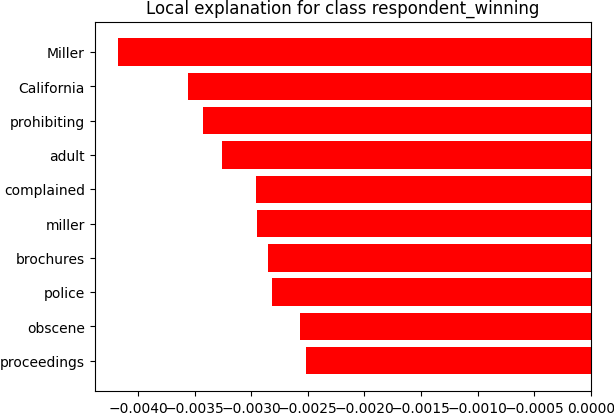 Local explanation for class respondent_winning
Miller
California
prohibiting
adult
complained
miller
brochures
police
obscene
proceedings
−0.0040 −0.0035 −0.0030 −0.0025 −0.0020 −0.0015 −0.0010 −0.0005 0.0000